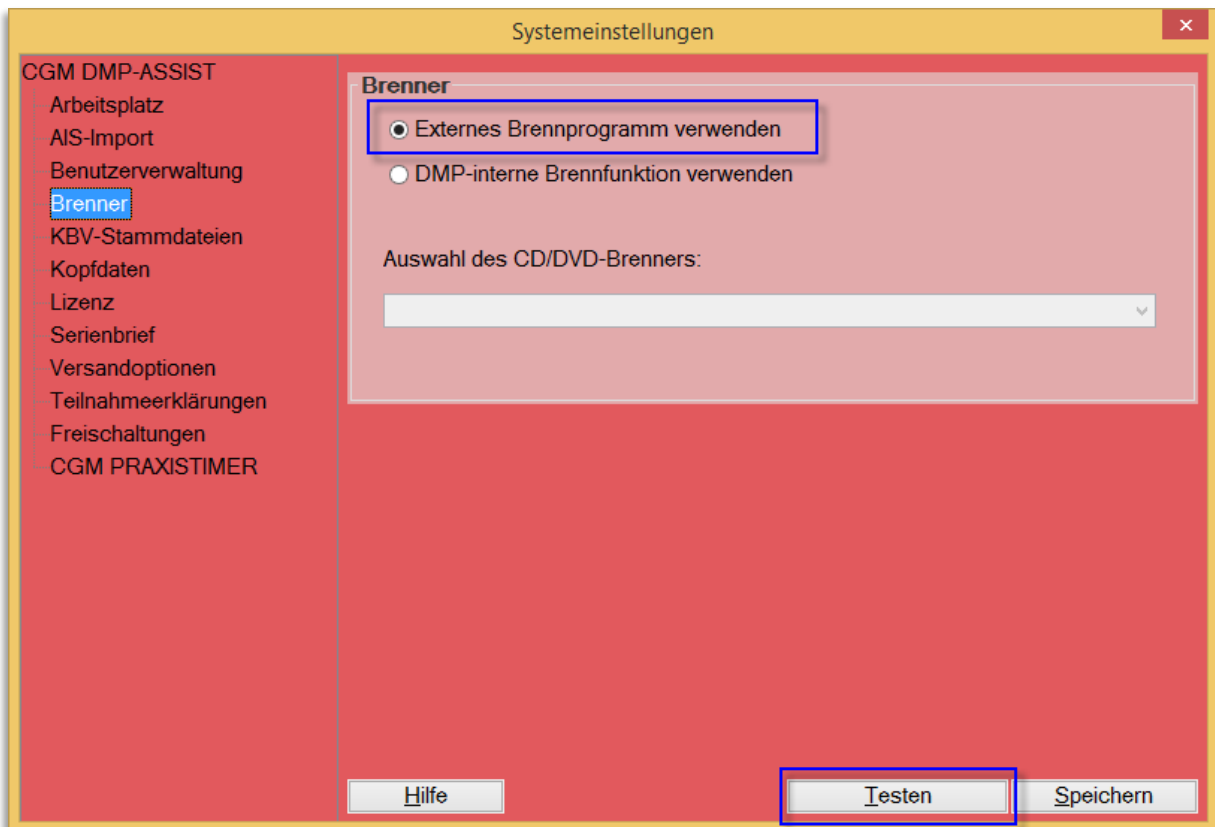 Systemeinstellungen
CGM DMP-ASSIST
Arbeitsplatz
AIS-Import
Benutzerverwaltung
Brenner
KBV-Stammdateien
Kopfdaten
Lizenz
Serienbrief
Versandoptionen
Teilnahmeerklärungen
Freischaltungen
CGM PRAXISTIMER
Brenner
Externes Brennprogramm verwenden
DMP-interne Brennfunktion verwenden
Auswahl des CD/DVD-Brenners:
Hilfe
Testen
Speichern